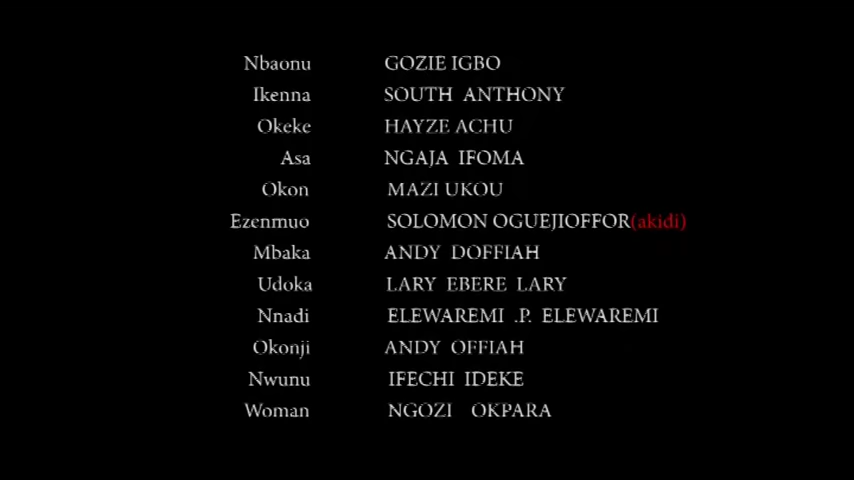 Nbaonu GOZIE IGBO
Ikenna SOUTH ANTHONY
Okeke HAYZE ACHU
Asa NGAJA IFOMA
Okon MAZI UKOU
Ezenmuo SOLOMON OGUEJIOFFOR(akidi)
Mbaka ANDY DOFFIAH
Udoka LARY EBERE LARY
Nnadi ELEWAREMI .P. ELEWAREMI
Okonji ANDY OFFIAH
Nwunu IFECHI IDEKE
Woman NGOZI OKPARA